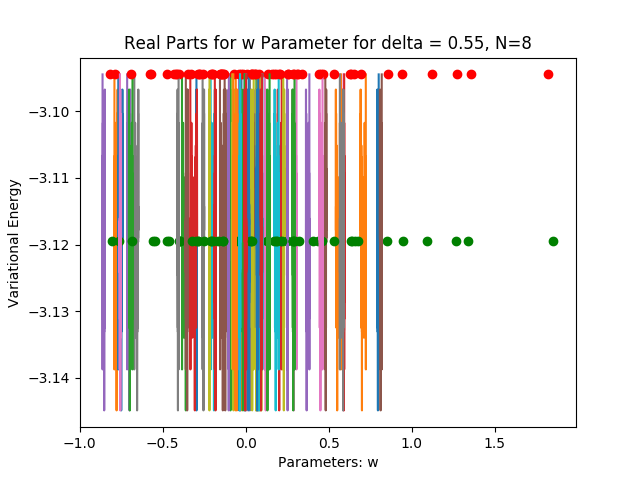 Real Parts for w Parameter for delta = 0.55, N=8
Variational Energy
−3.10
−3.11
−3.12
−3.13
−3.14
−1.0 −0.5 0.0 0.5 1.0 1.5
Parameters: w